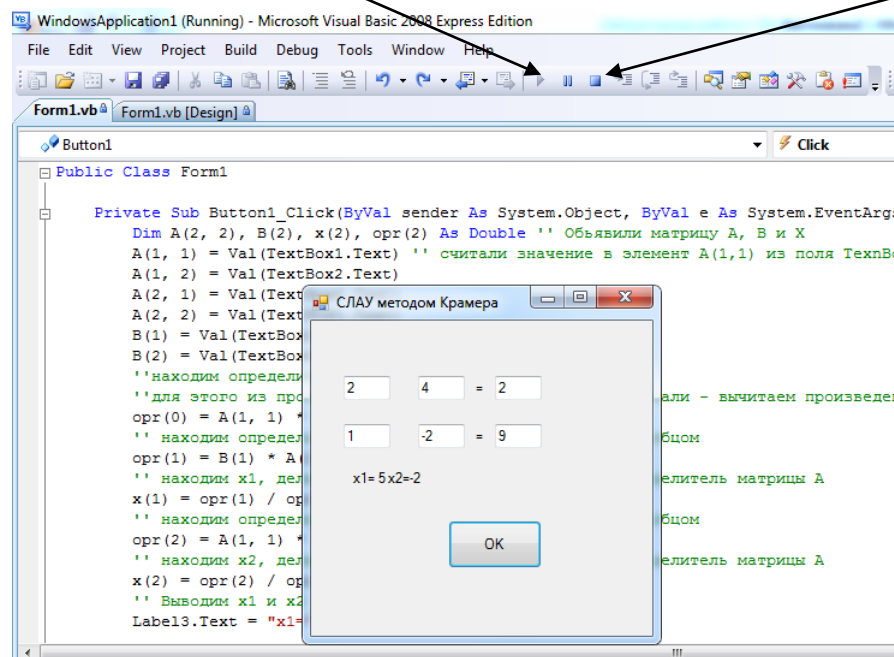 WindowsApplication1 (Running) - Microsoft Visual Basic 2008 Express Edition
File Edit View Project Build Debug Tools Window Help
Form1.vb Form1.vb [Design]
Button1 Click
Public Class Form1
Private Sub Button1_Click(ByVal sender As System.Object, ByVal e As System.EventArg
Dim A(2, 2), B(2), x(2), opr(2) As Double '' Обьявили матрицу A, B и X
A(1, 1) = Val(TextBox1.Text) '' считали значение в элемент A(1,1) из поля TexnB
A(1, 2) = Val(TextBox2.Text)
A(2, 1) = Val(Text
A(2, 2) = Val(Text
B(1) = Val(TextBox
B(2) = Val(TextBox
''находим определи
''для этого из про али - вычитаем произведе
opr(0) = A(1, 1) *
'' находим определ бцом
opr(1) = B(1) * A(
'' находим x1, дел елитель матрицы A
x(1) = opr(1) / op
'' находим определ бцом
opr(2) = A(1, 1) *
'' находим x2, дел елитель матрицы A
x(2) = opr(2) / op
'' Выводим x1 и x2
Label3.Text = "x1=
СЛАУ методом Крамера
2 4 = 2
1 -2 = 9
x1= 5 x2=-2
OK